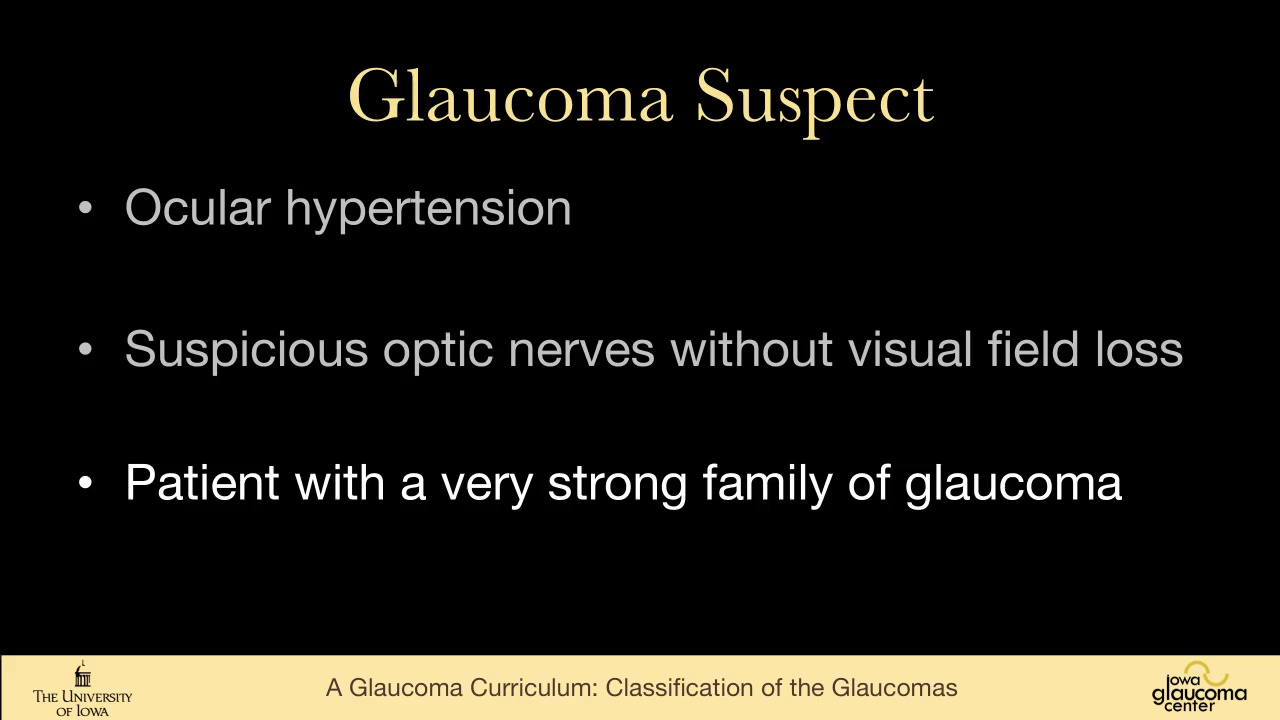 Glaucoma Suspect
• Ocular hypertension
• Suspicious optic nerves without visual field loss
• Patient with a very strong family of glaucoma
THE UNIVERSITY
OF IOWA
A Glaucoma Curriculum: Classification of the Glaucomas
iowa
glaucoma
center